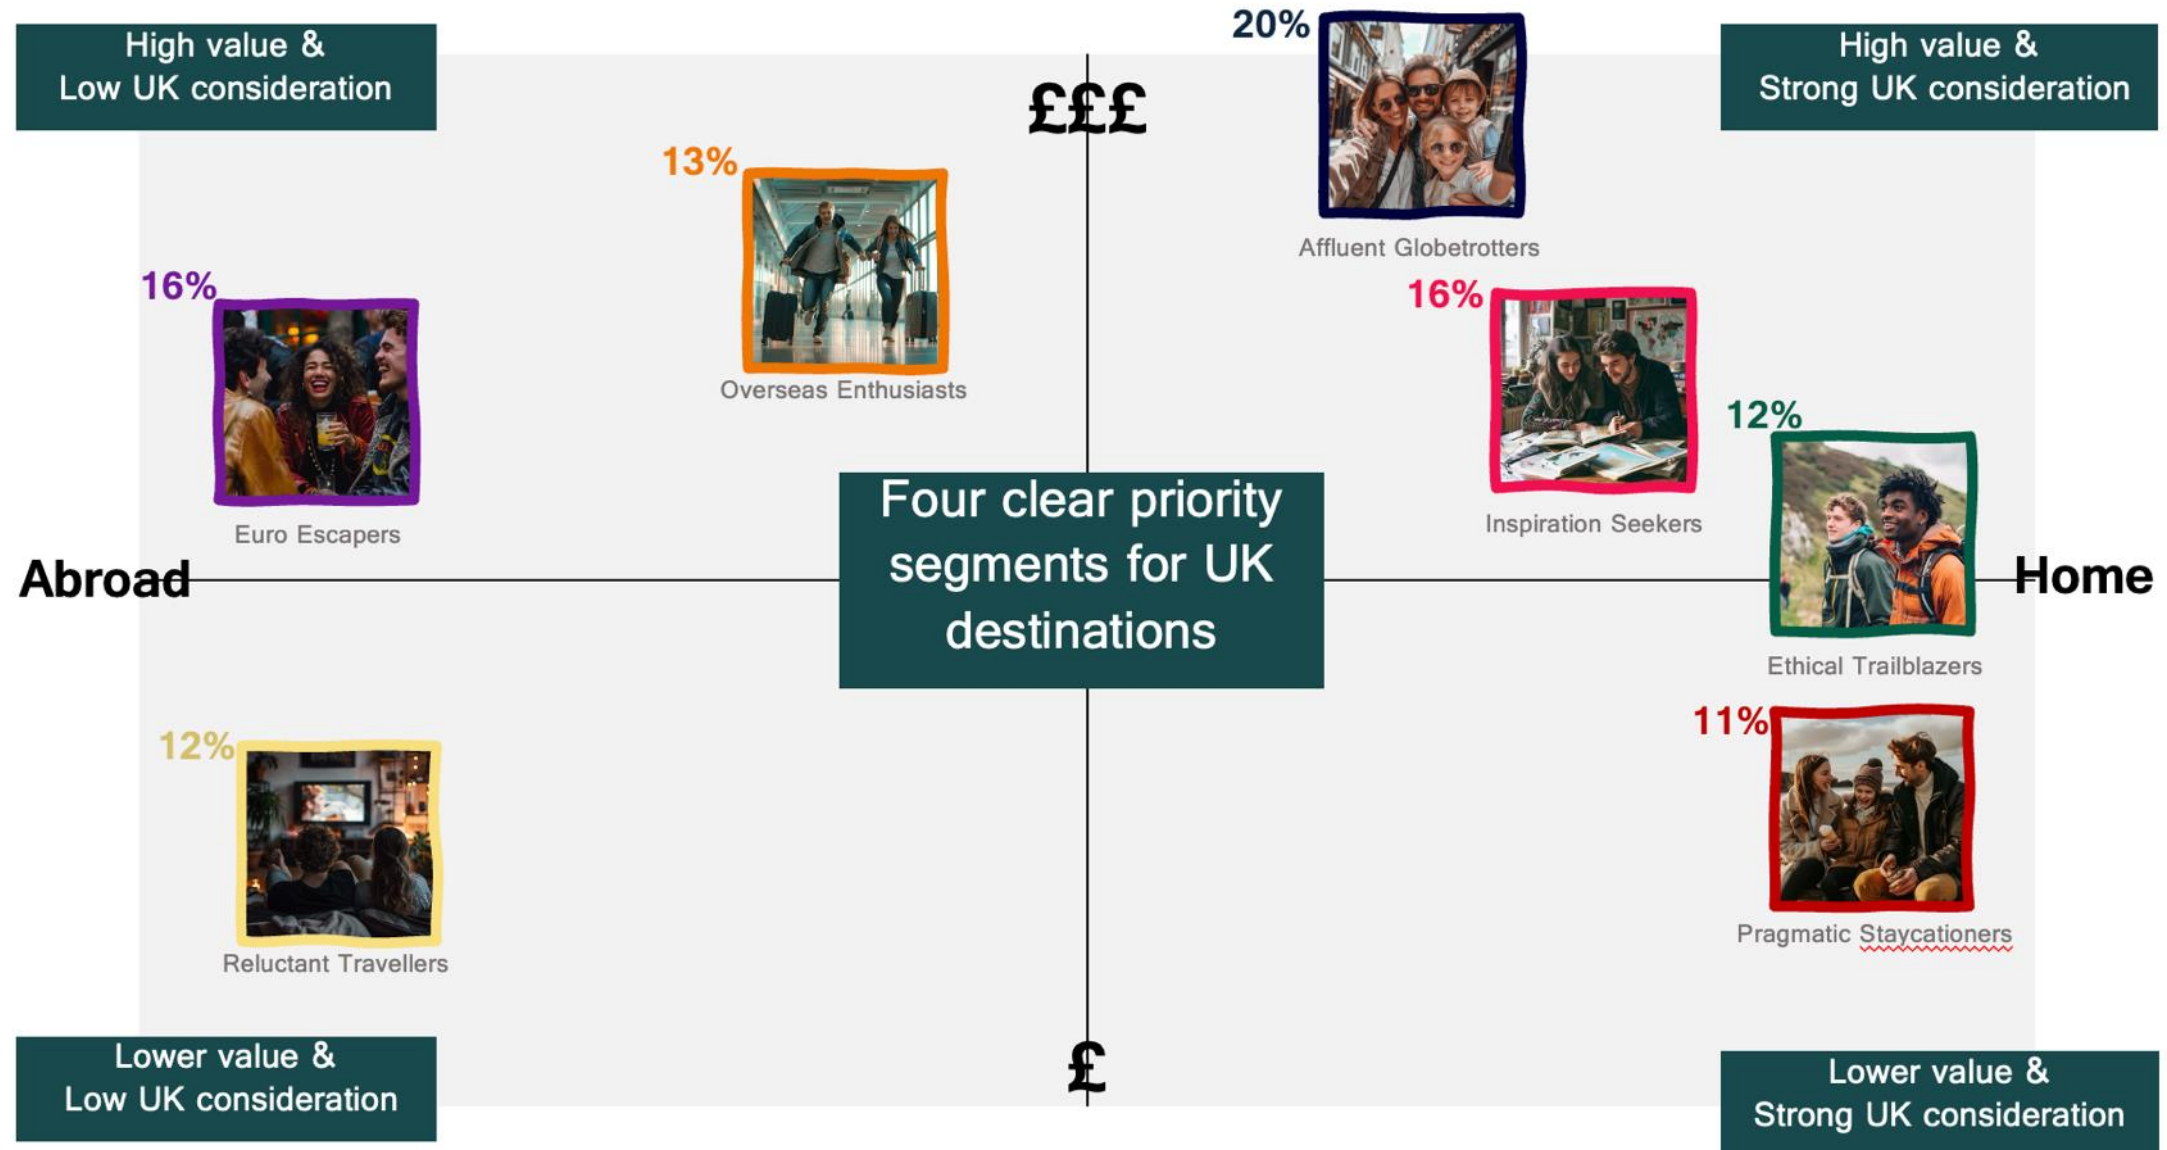 High value &
Low UK consideration
20%
High value &
Strong UK consideration
£££
13%
Affluent Globetrotters
16%
16%
Overseas Enthusiasts
12%
Four clear priority
segments for UK
destinations
Inspiration Seekers
Euro Escapers
Abroad
Home
Ethical Trailblazers
11%
12%
Pragmatic Staycationers
Reluctant Travellers
£
Lower value &
Low UK consideration
Lower value &
Strong UK consideration